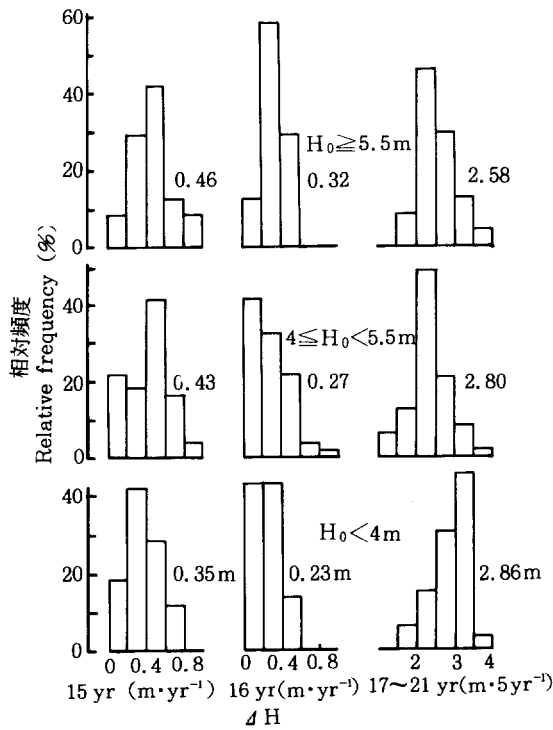 60
40
20
0
H₀≧5.5m
0.46
0.32
2.58
40
20
0
4≦H₀<5.5m
0.43
0.27
2.80
40
20
0
H₀<4m
0.35m
0.23m
2.86m
相対頻度
Relative frequency (%)
0 0.4 0.8
0 0.4 0.8
2 3 4
15 yr (m·yr⁻¹) 16 yr(m·yr⁻¹) 17~21 yr(m·5yr⁻¹)
ΔH